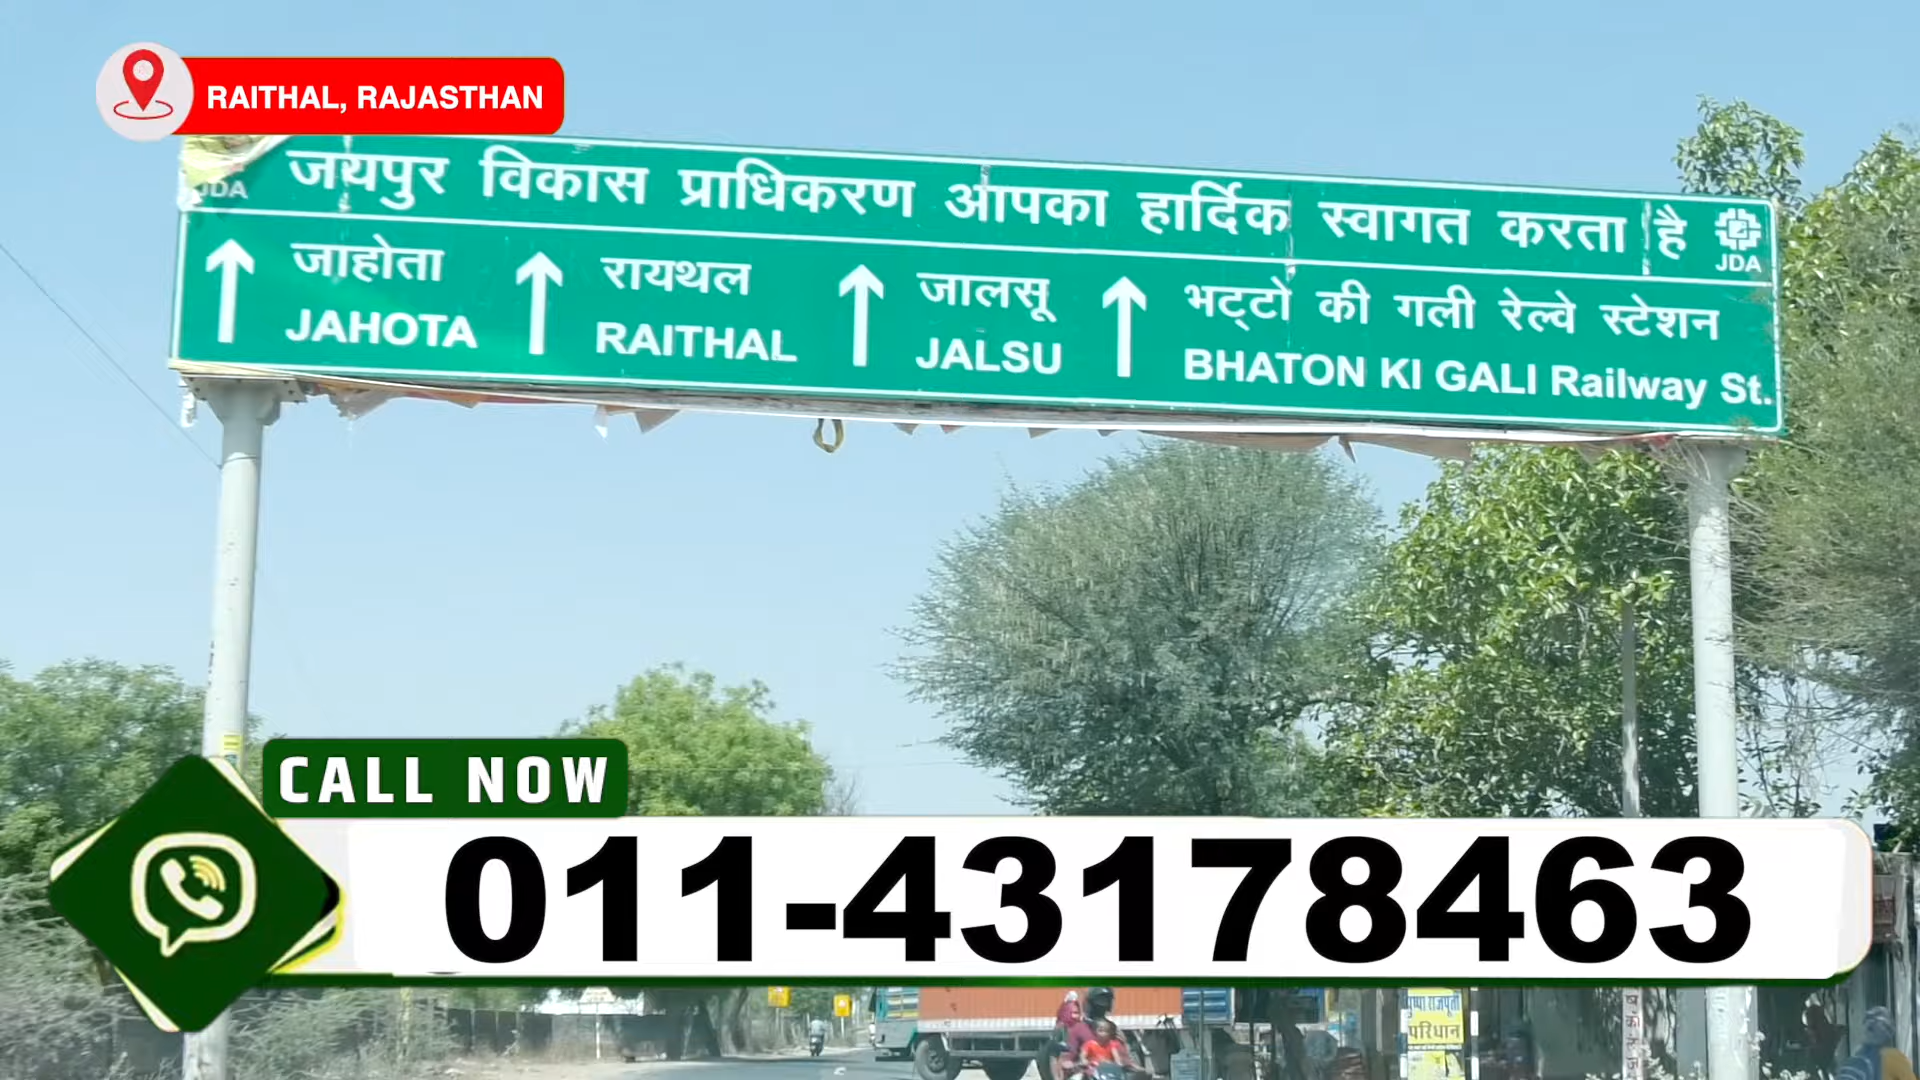 RAITHAL, RAJASTHAN
JDA जयपुर विकास प्राधिकरण आपका हार्दिक स्वागत करता है JDA
जाहोता रायथल जालसू भट्टो की गली रेल्वे स्टेशन
JAHOTA RAITHAL JALSU BHATON KI GALI Railway St.
CALL NOW
011-43178463
राजपूती
परिधान